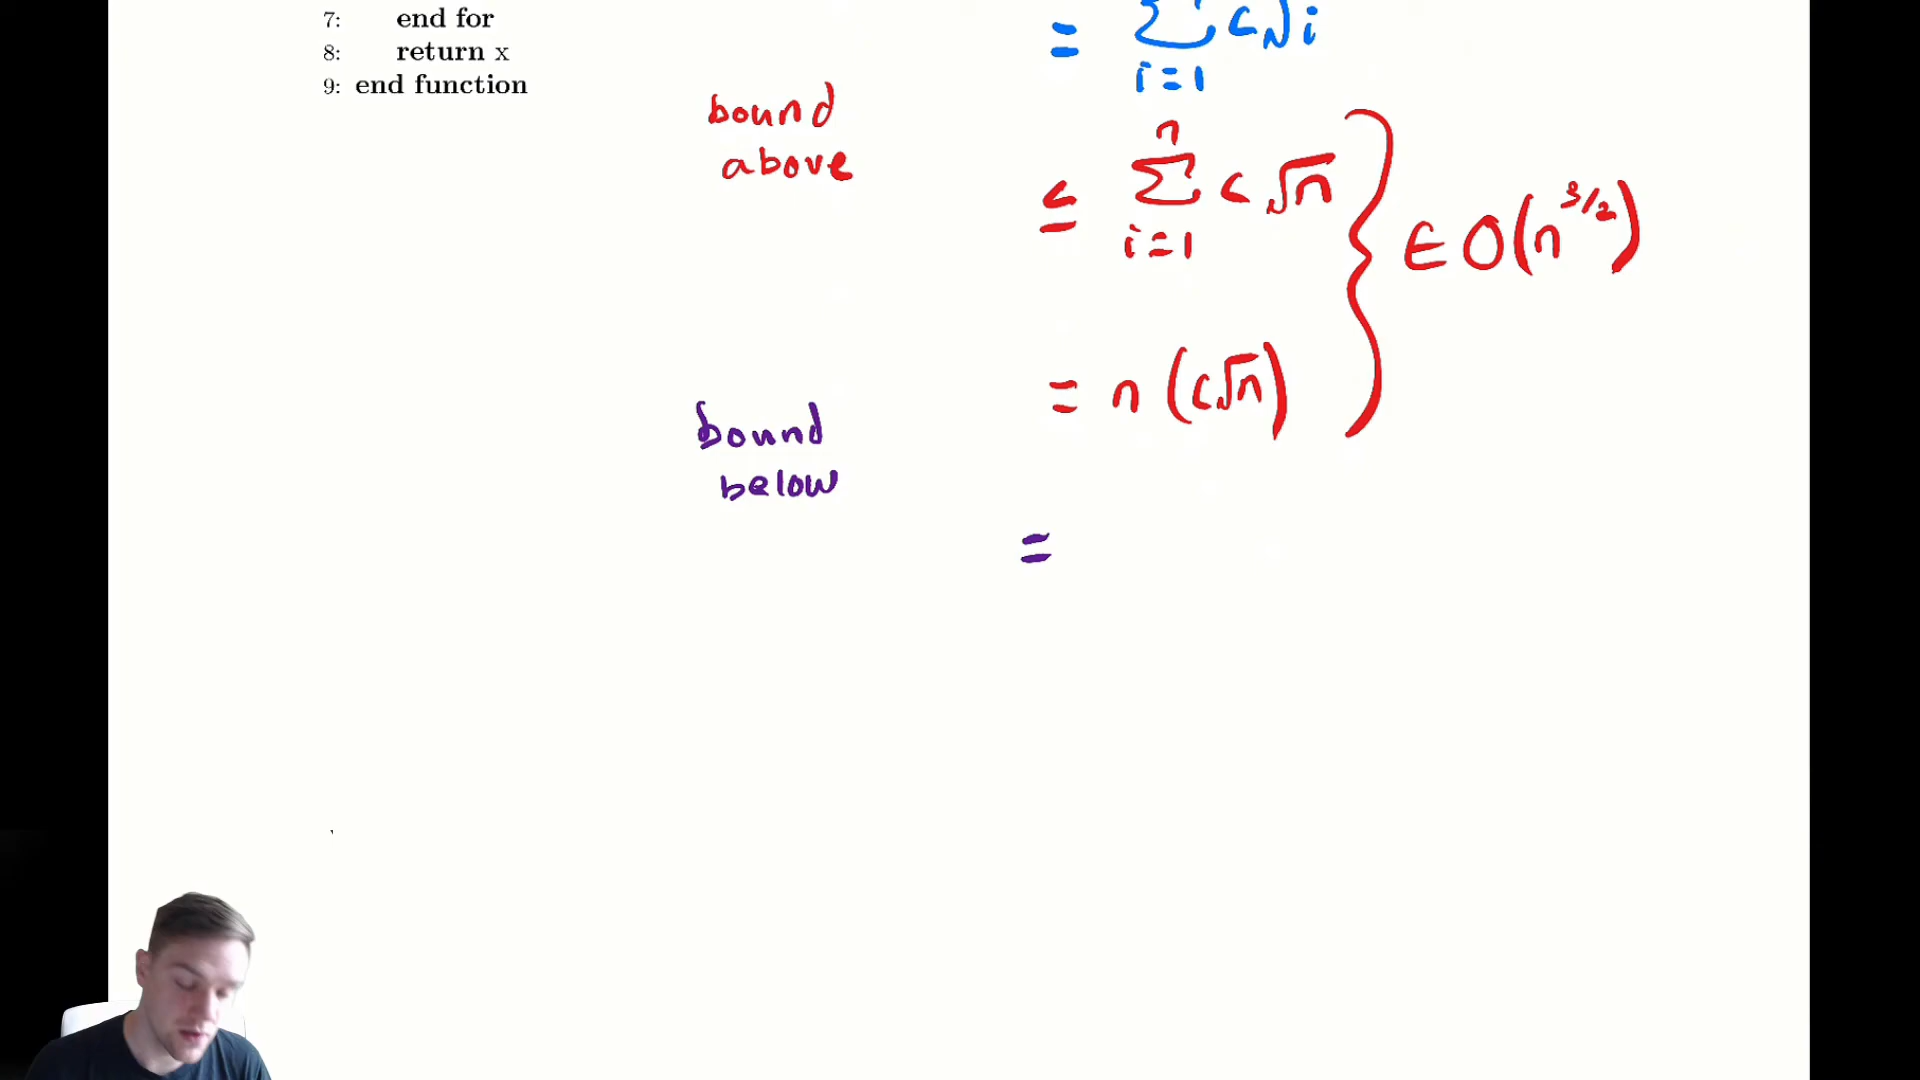 7: end for
8: return x
9: end function
= ∑ c√i
i=1
bound
above
n
≤ ∑ c √n
i=1
} ∈ O(n^3/2)
= n (c√n)
bound
below
=